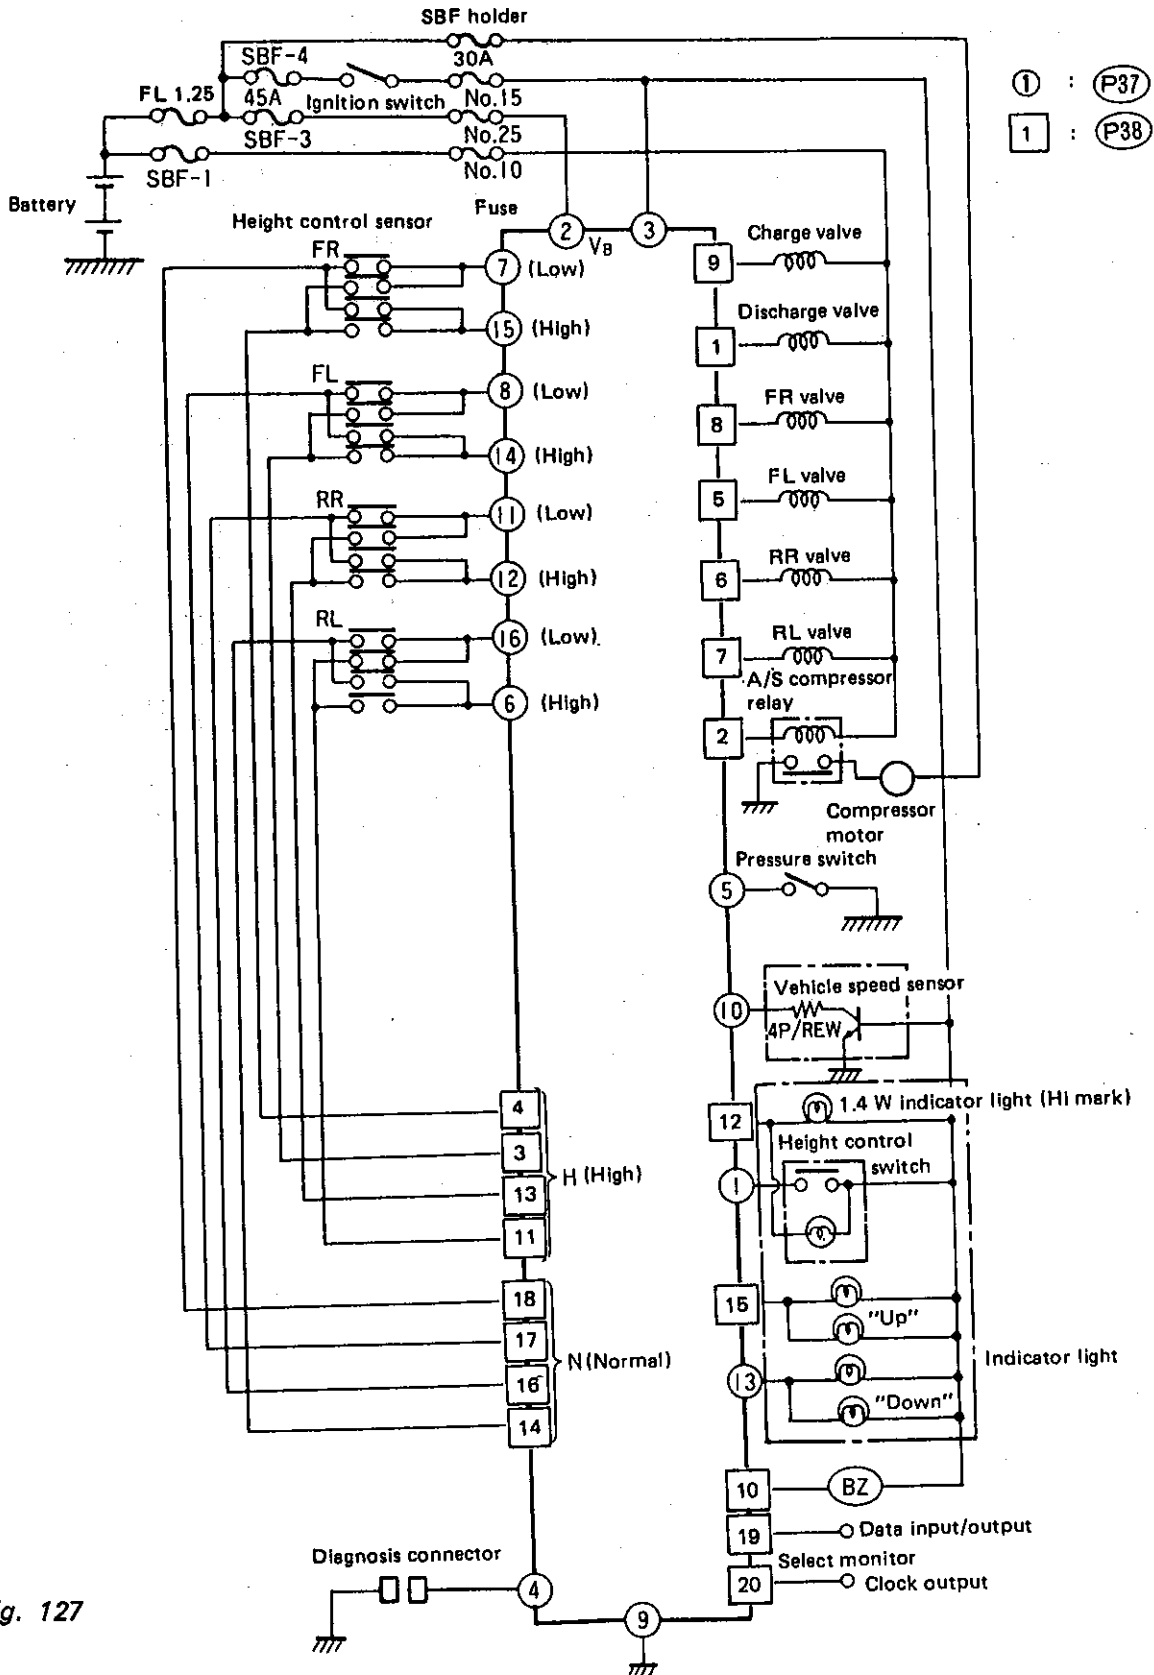 SBF holder
30A
SBF-4
45A
Ignition switch
No.15
FL 1.25
SBF-3
No.25
SBF-1
No.10
Battery
Fuse
① : P37
1 : P38
Height control sensor
2
VB
3
FR
7 (Low)
15 (High)
FL
8 (Low)
14 (High)
RR
11 (Low)
12 (High)
RL
16 (Low)
6 (High)
9
Charge valve
1
Discharge valve
8
FR valve
5
FL valve
6
RR valve
7
RL valve
A/S compressor
relay
2
Compressor
motor
Pressure switch
5
Vehicle speed sensor
10
4P/REW
4
3
13
11
H (High)
18
17
16
14
N (Normal)
12
1.4 W indicator light (Hi mark)
Height control
switch
1
15
"Up"
13
"Down"
Indicator light
10
BZ
19
Data input/output
Select monitor
20
Clock output
Diagnosis connector
4
9
g. 127